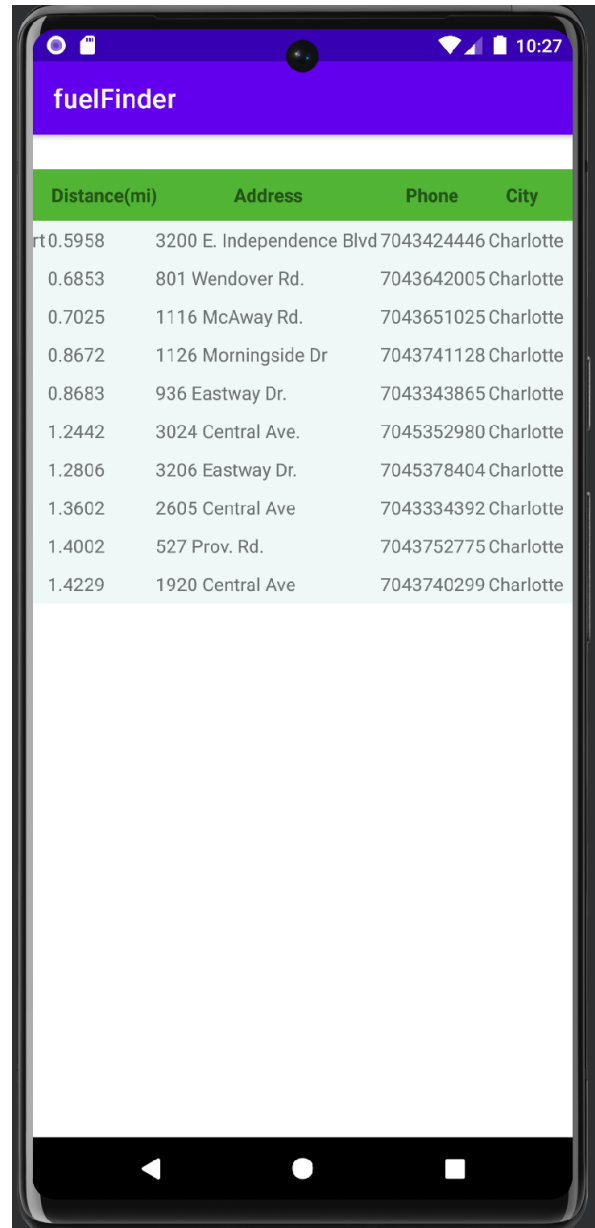 10:27
fuelFinder
Distance(mi) Address Phone City
rt 0.5958 3200 E. Independence Blvd 7043424446 Charlotte
0.6853 801 Wendover Rd. 7043642005 Charlotte
0.7025 1116 McAway Rd. 7043651025 Charlotte
0.8672 1126 Morningside Dr 7043741128 Charlotte
0.8683 936 Eastway Dr. 7043343865 Charlotte
1.2442 3024 Central Ave. 7045352980 Charlotte
1.2806 3206 Eastway Dr. 7045378404 Charlotte
1.3602 2605 Central Ave 7043334392 Charlotte
1.4002 527 Prov. Rd. 7043752775 Charlotte
1.4229 1920 Central Ave 7043740299 Charlotte